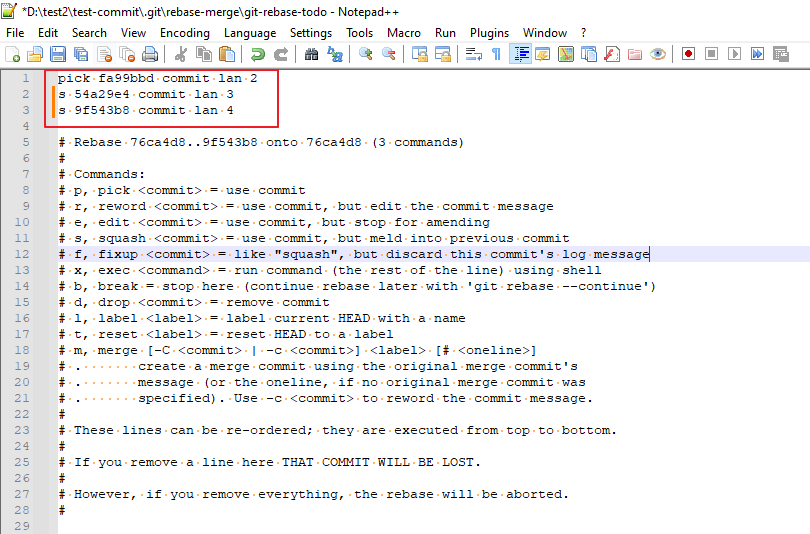 *D:\test2\test-commit\.git\rebase-merge\git-rebase-todo - Notepad++
File Edit Search View Encoding Language Settings Tools Macro Run Plugins Window ?
1 pick fa99bbd commit lan 2
2 s 54a29e4 commit lan 3
3 s 9f543b8 commit lan 4
4
5 # Rebase 76ca4d8..9f543b8 onto 76ca4d8 (3 commands)
6 #
7 # Commands:
8 # p, pick <commit> = use commit
9 # r, reword <commit> = use commit, but edit the commit message
10 # e, edit <commit> = use commit, but stop for amending
11 # s, squash <commit> = use commit, but meld into previous commit
12 # f, fixup <commit> = like "squash", but discard this commit's log message
13 # x, exec <command> = run command (the rest of the line) using shell
14 # b, break = stop here (continue rebase later with 'git rebase --continue')
15 # d, drop <commit> = remove commit
16 # l, label <label> = label current HEAD with a name
17 # t, reset <label> = reset HEAD to a label
18 # m, merge [-C <commit> | -c <commit>] <label> [# <oneline>]
19 # .       create a merge commit using the original merge commit's
20 # .       message (or the oneline, if no original merge commit was
21 # .       specified). Use -c <commit> to reword the commit message.
22 #
23 # These lines can be re-ordered; they are executed from top to bottom.
24 #
25 # If you remove a line here THAT COMMIT WILL BE LOST.
26 #
27 # However, if you remove everything, the rebase will be aborted.
28 #
29